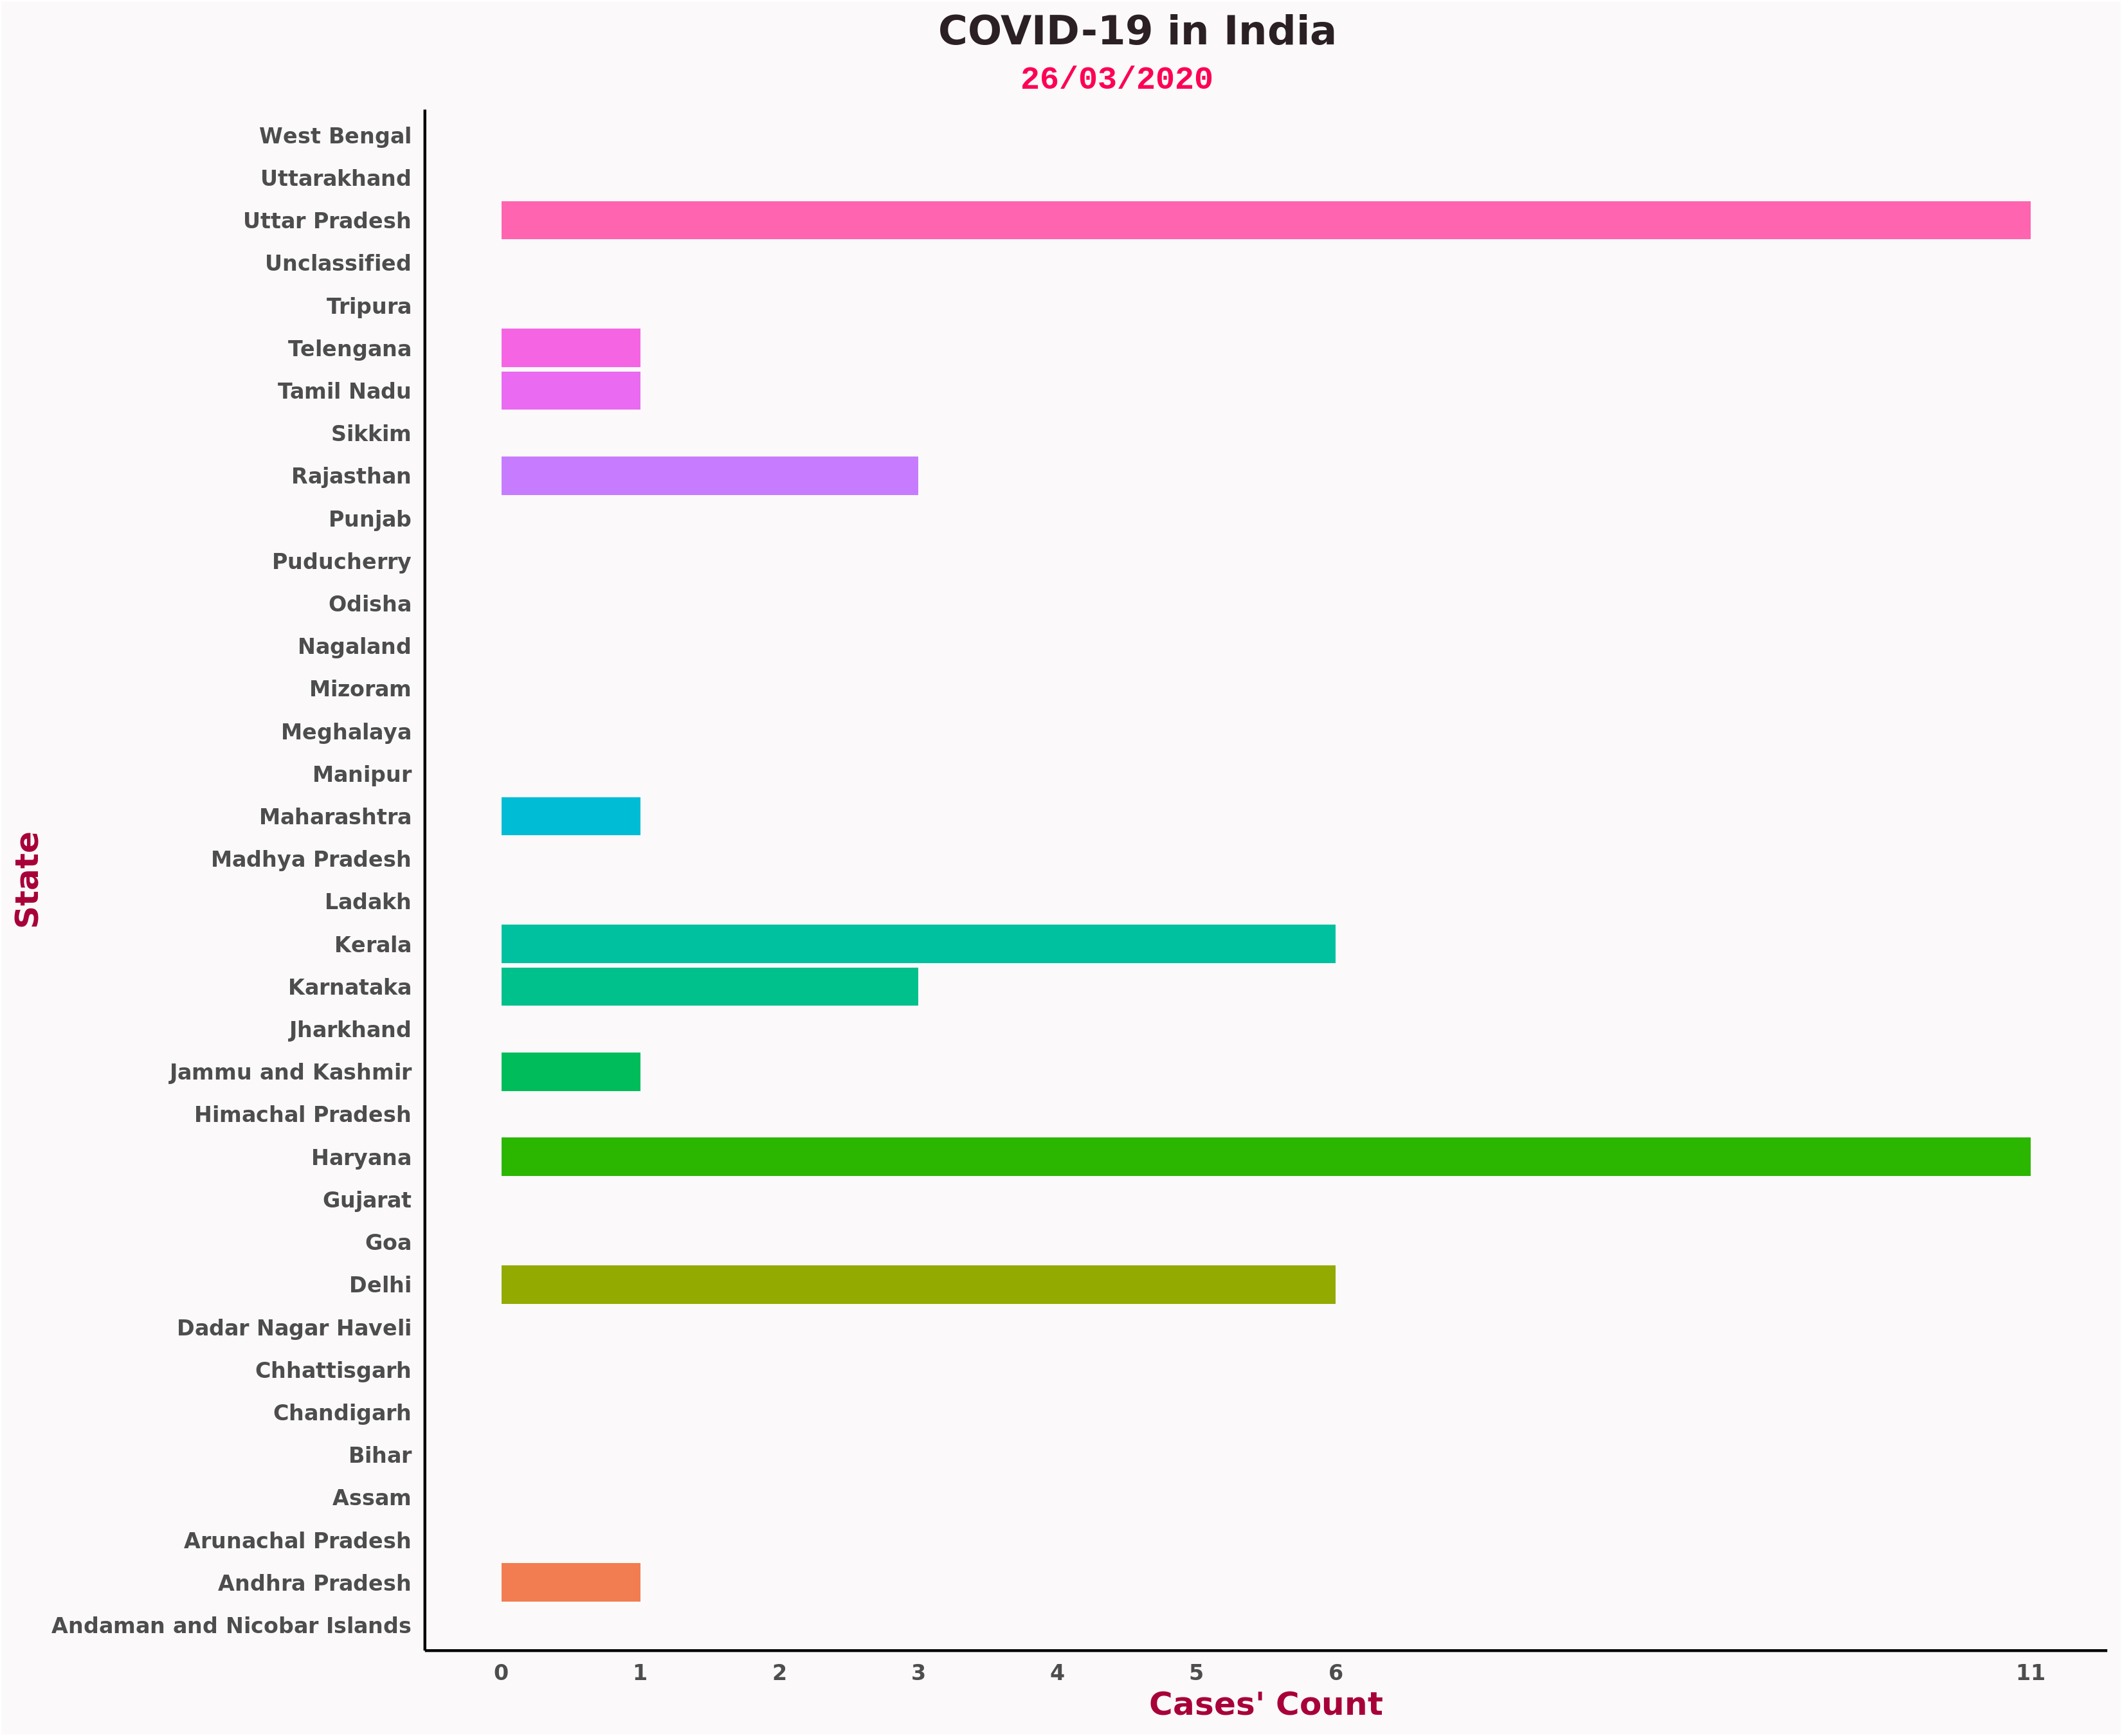 COVID-19 in India
26/03/2020
West Bengal
Uttarakhand
Uttar Pradesh
Unclassified
Tripura
Telengana
Tamil Nadu
Sikkim
Rajasthan
Punjab
Puducherry
Odisha
Nagaland
Mizoram
Meghalaya
Manipur
Maharashtra
Madhya Pradesh
Ladakh
Kerala
Karnataka
Jharkhand
Jammu and Kashmir
Himachal Pradesh
Haryana
Gujarat
Goa
Delhi
Dadar Nagar Haveli
Chhattisgarh
Chandigarh
Bihar
Assam
Arunachal Pradesh
Andhra Pradesh
Andaman and Nicobar Islands
State
0 1 2 3 4 5 6 11
Cases' Count